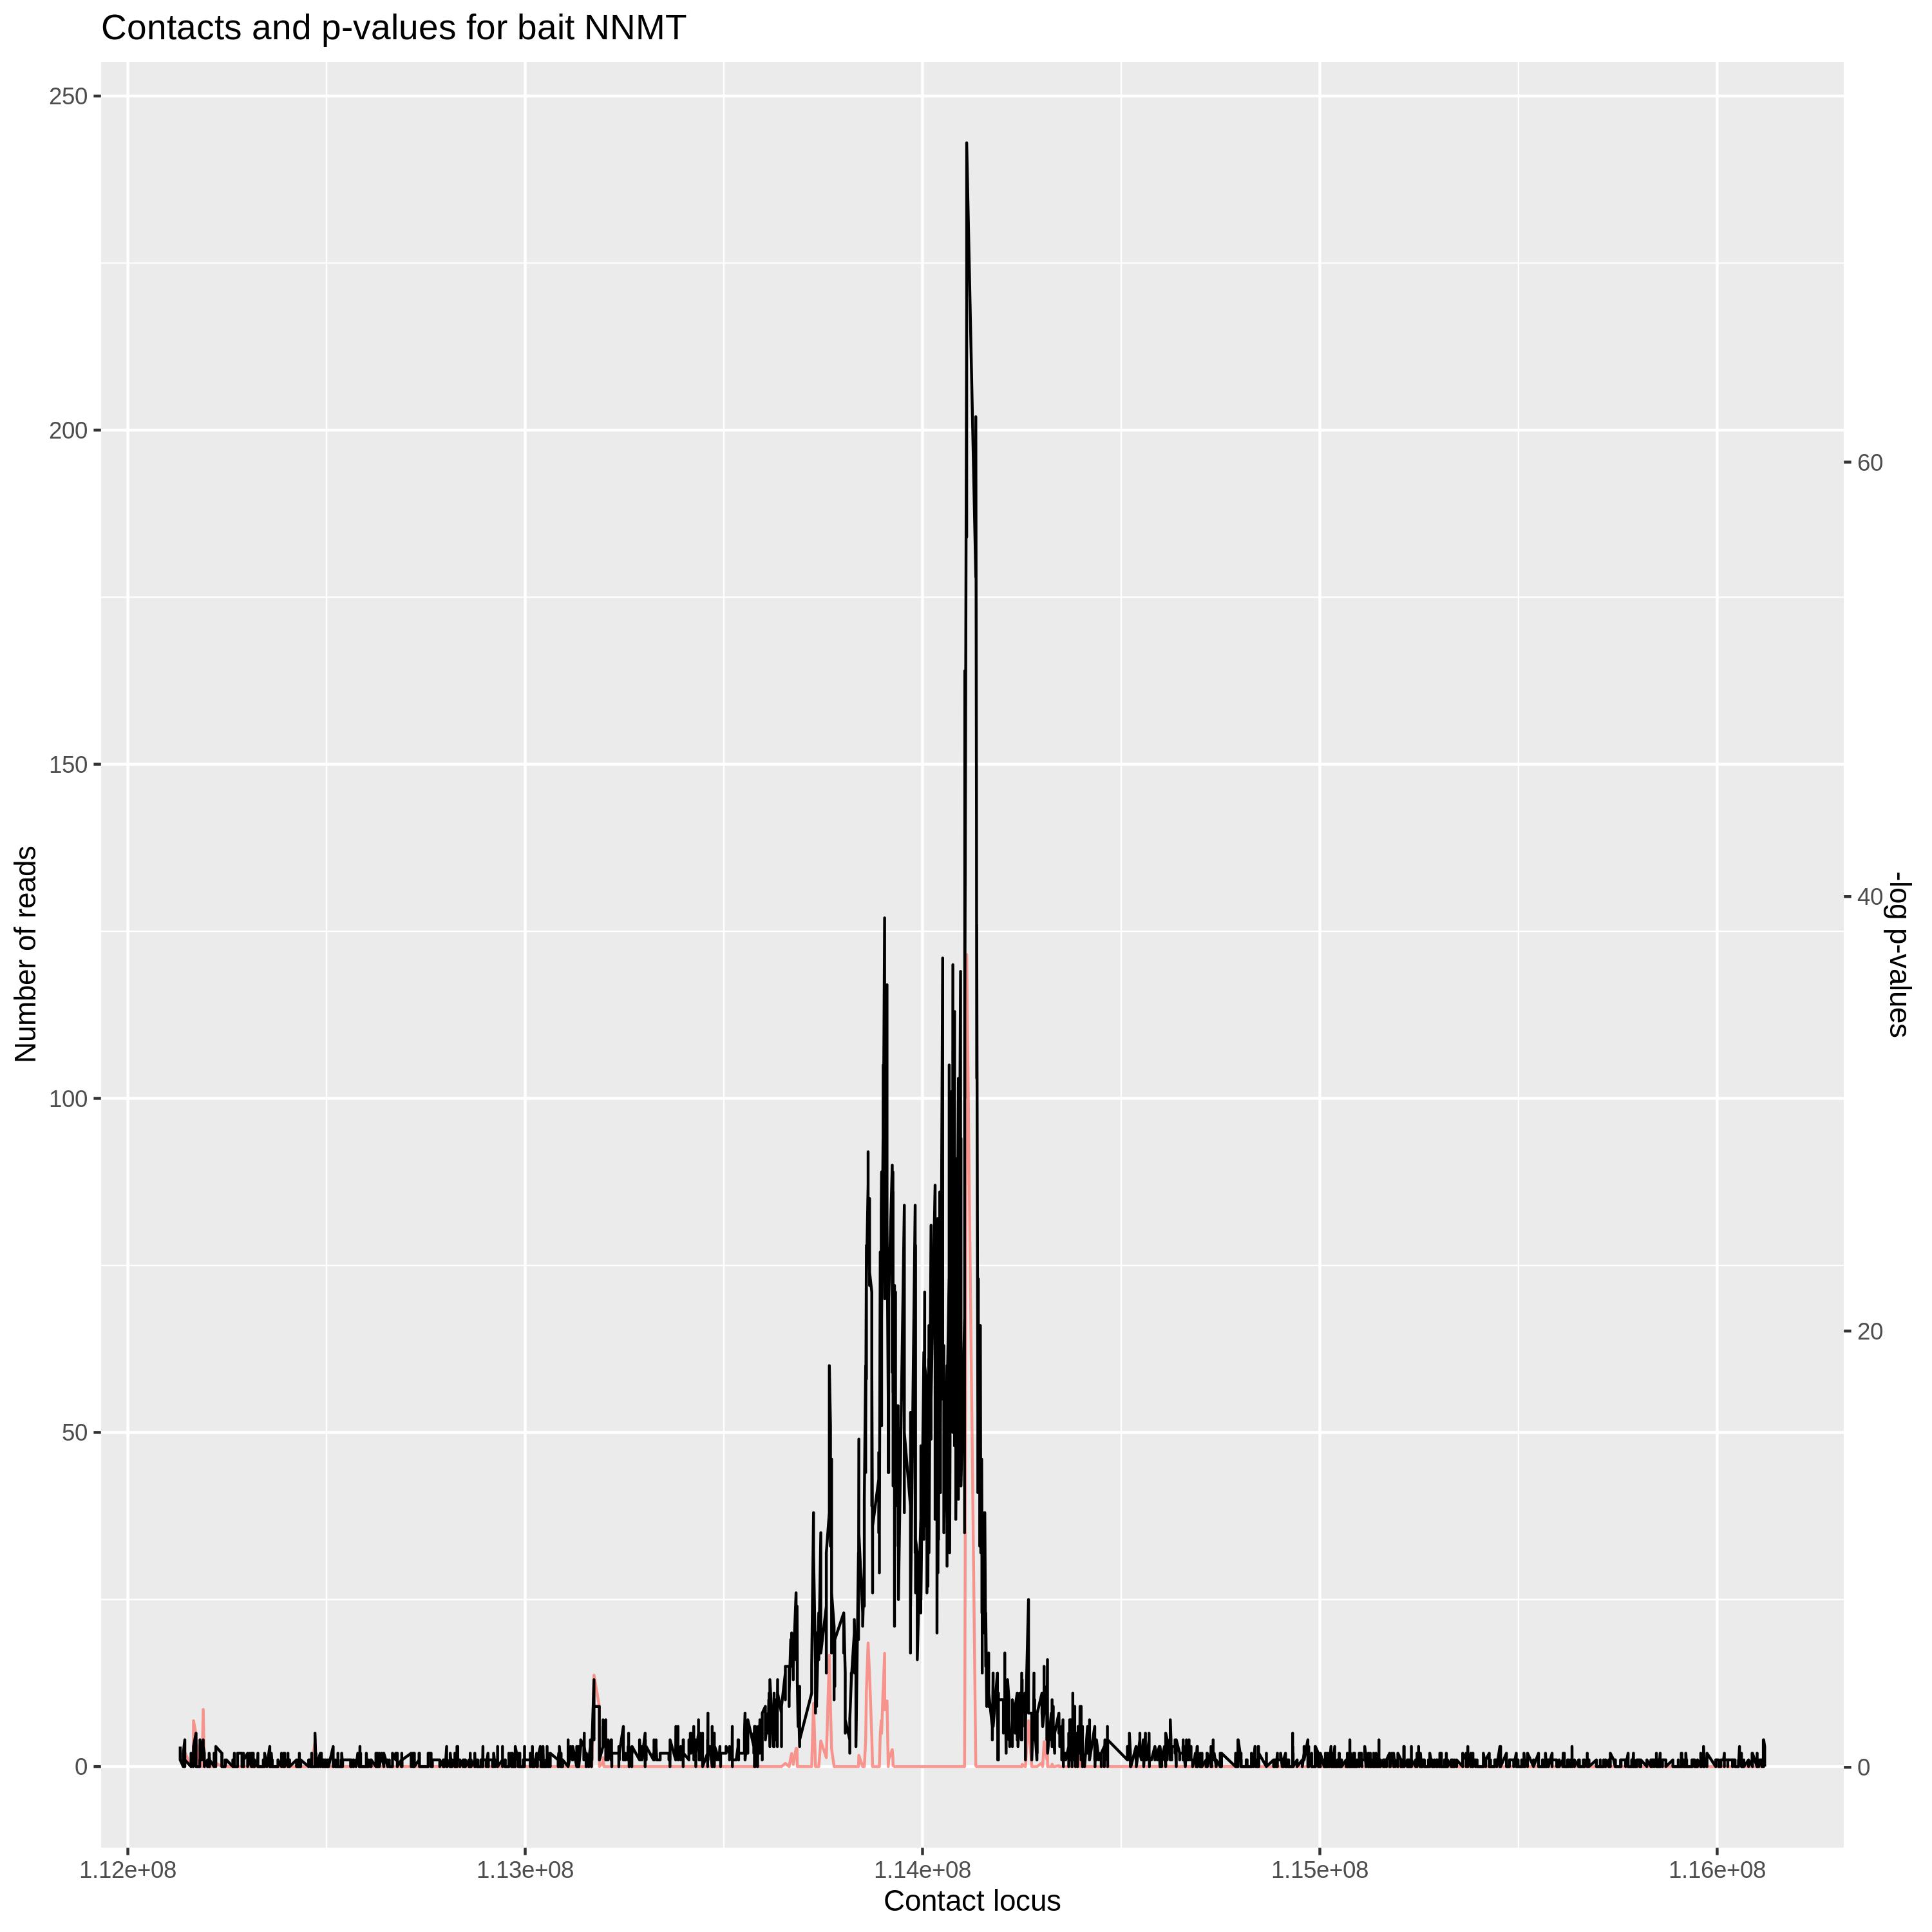 Contacts and p-values for bait NNMT
250
200
150
100
50
0
Number of reads
60
40
20
0
-log p-values
1.12e+08
1.13e+08
1.14e+08
1.15e+08
1.16e+08
Contact locus